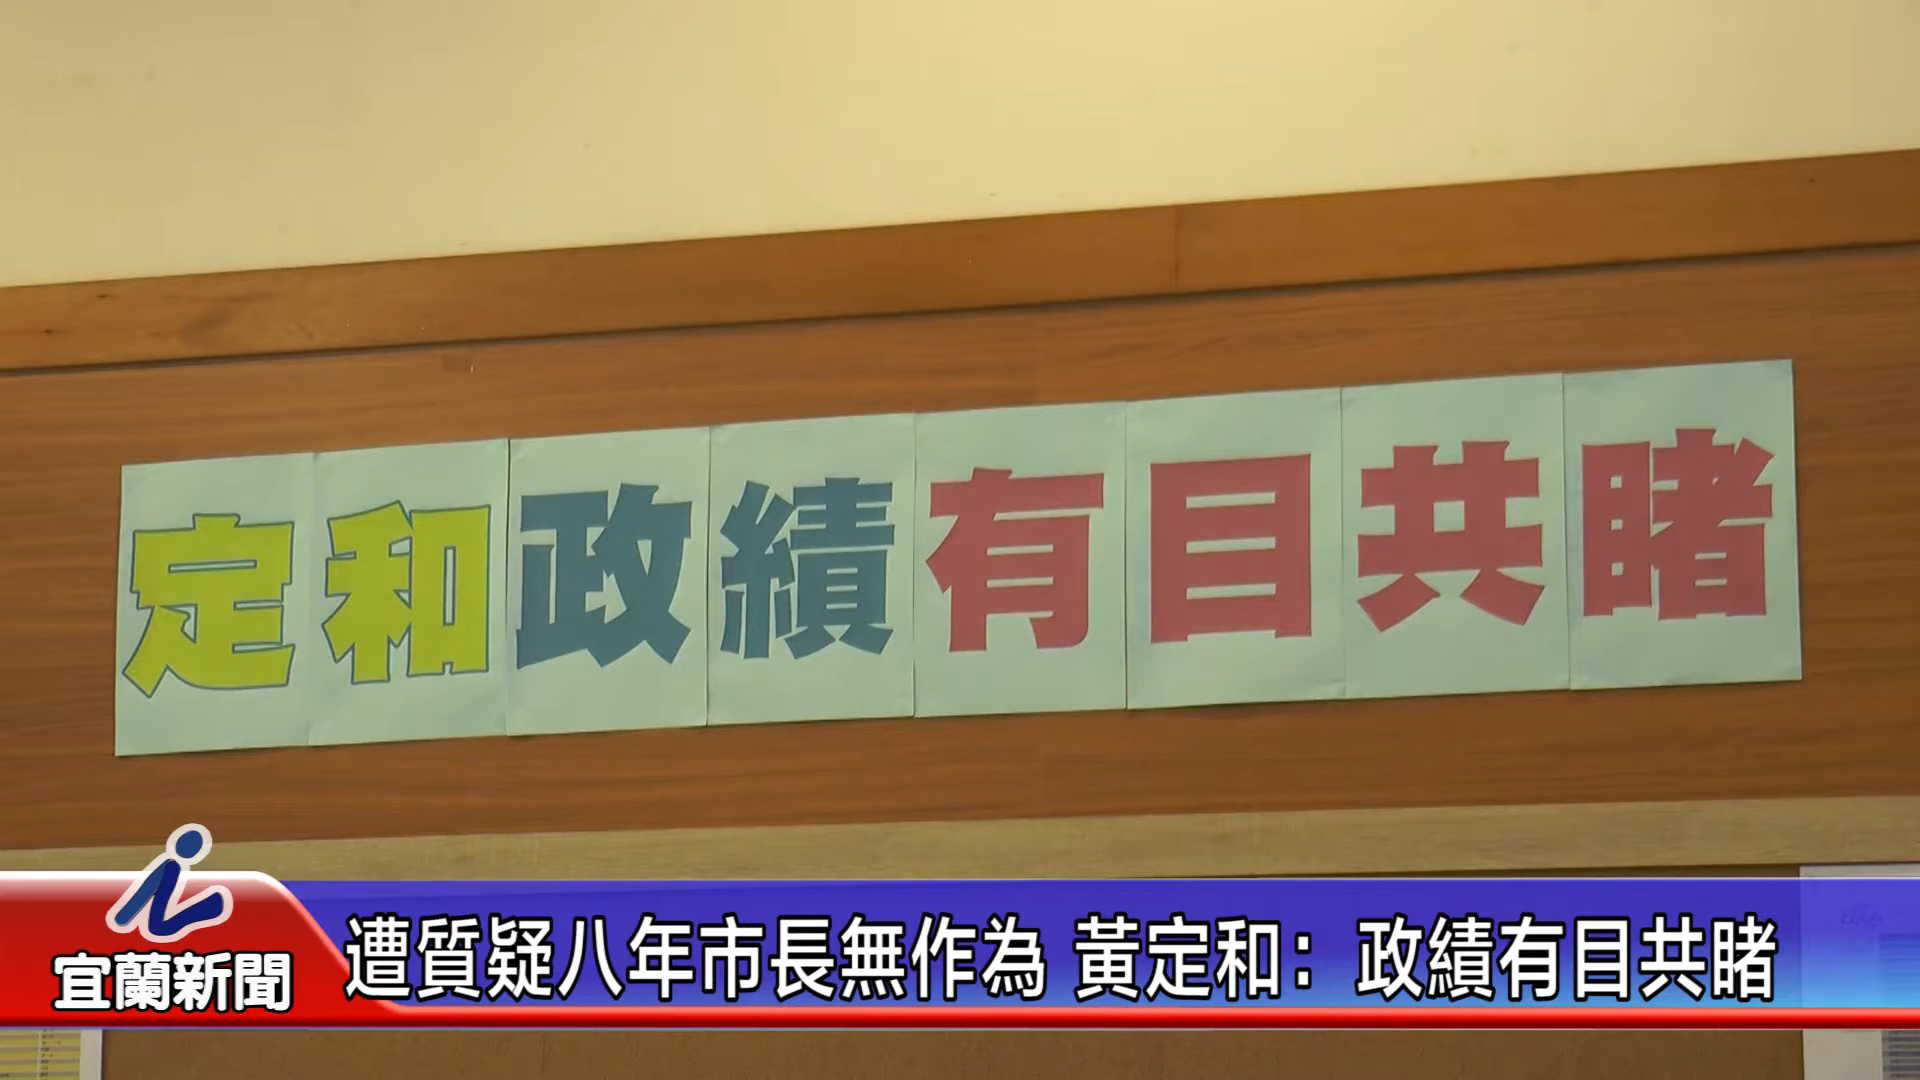 定和政績有目共睹
宜蘭新聞
遭質疑八年市長無作為 黃定和：政績有目共睹